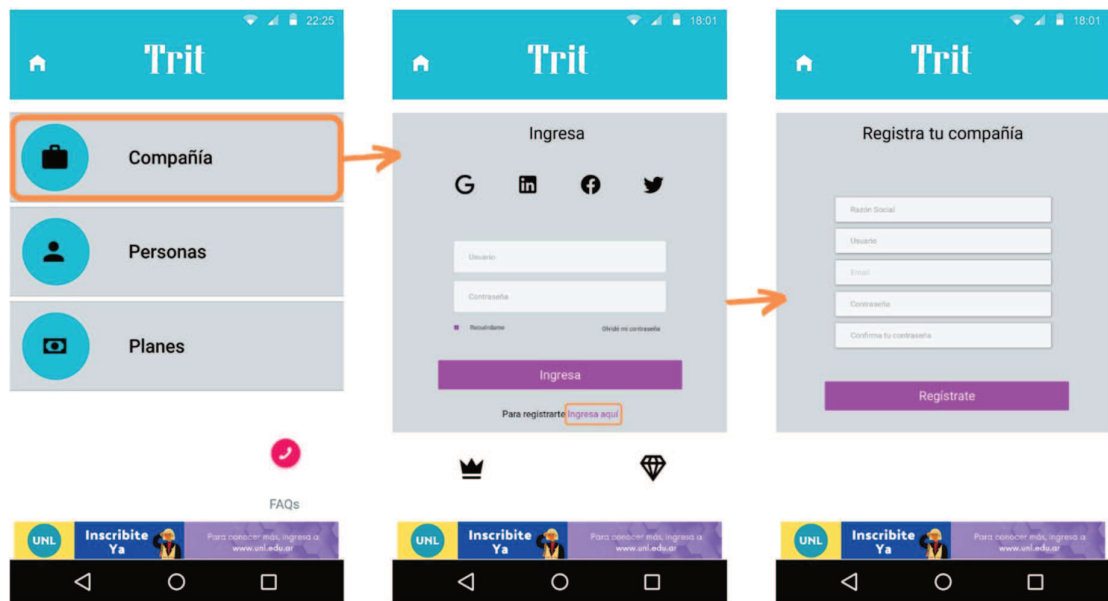 22:25
Trit
Compañía
Personas
Planes
FAQs
UNL
Inscribite
Ya
Para conocer más, ingresa a
www.unl.edu.ar
18:01
Trit
Ingresa
Usuario
Contraseña
Recuérdame
Olvidé mi contraseña
Ingresa
Para registrarte Ingresa aquí
UNL
Inscribite
Ya
Para conocer más, ingresa a
www.unl.edu.ar
18:01
Trit
Registra tu compañía
Razón Social
Usuario
Email
Contraseña
Confirma tu contraseña
Regístrate
UNL
Inscribite
Ya
Para conocer más, ingresa a
www.unl.edu.ar